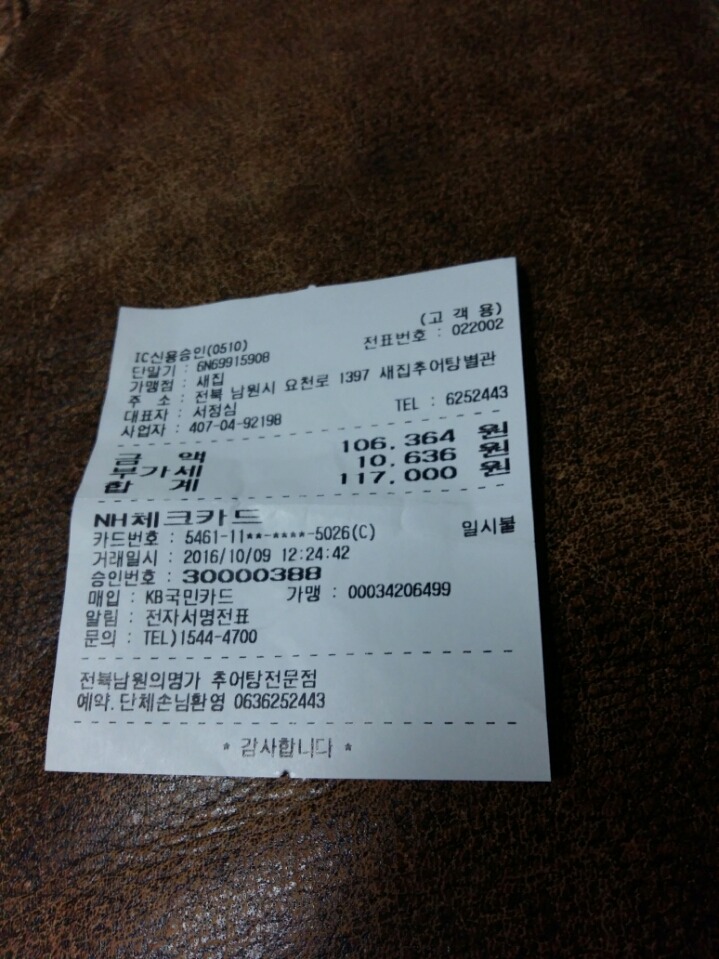 (고 객 용)
IC신용승인(0510)
전표번호 : 022002
단말기 : 6N69915908
가맹점 : 새집
주 소 : 전북 남원시 요천로 1397 새집추어탕별관
대표자 : 서정심
TEL : 6252443
사업자 : 407-04-92198
금 액 106,364 원
부가세 10,636 원
합 계 117,000 원
NH체크카드
카드번호 : 5461-11**-****-5026(C) 일시불
거래일시 : 2016/10/09 12:24:42
승인번호 : 30000388
매입 : KB국민카드 가맹 : 00034206499
알림 : 전자서명전표
문의 : TEL)1544-4700
전북남원의명가 추어탕전문점
예약.단체손님환영 0636252443
* 감사합니다 *